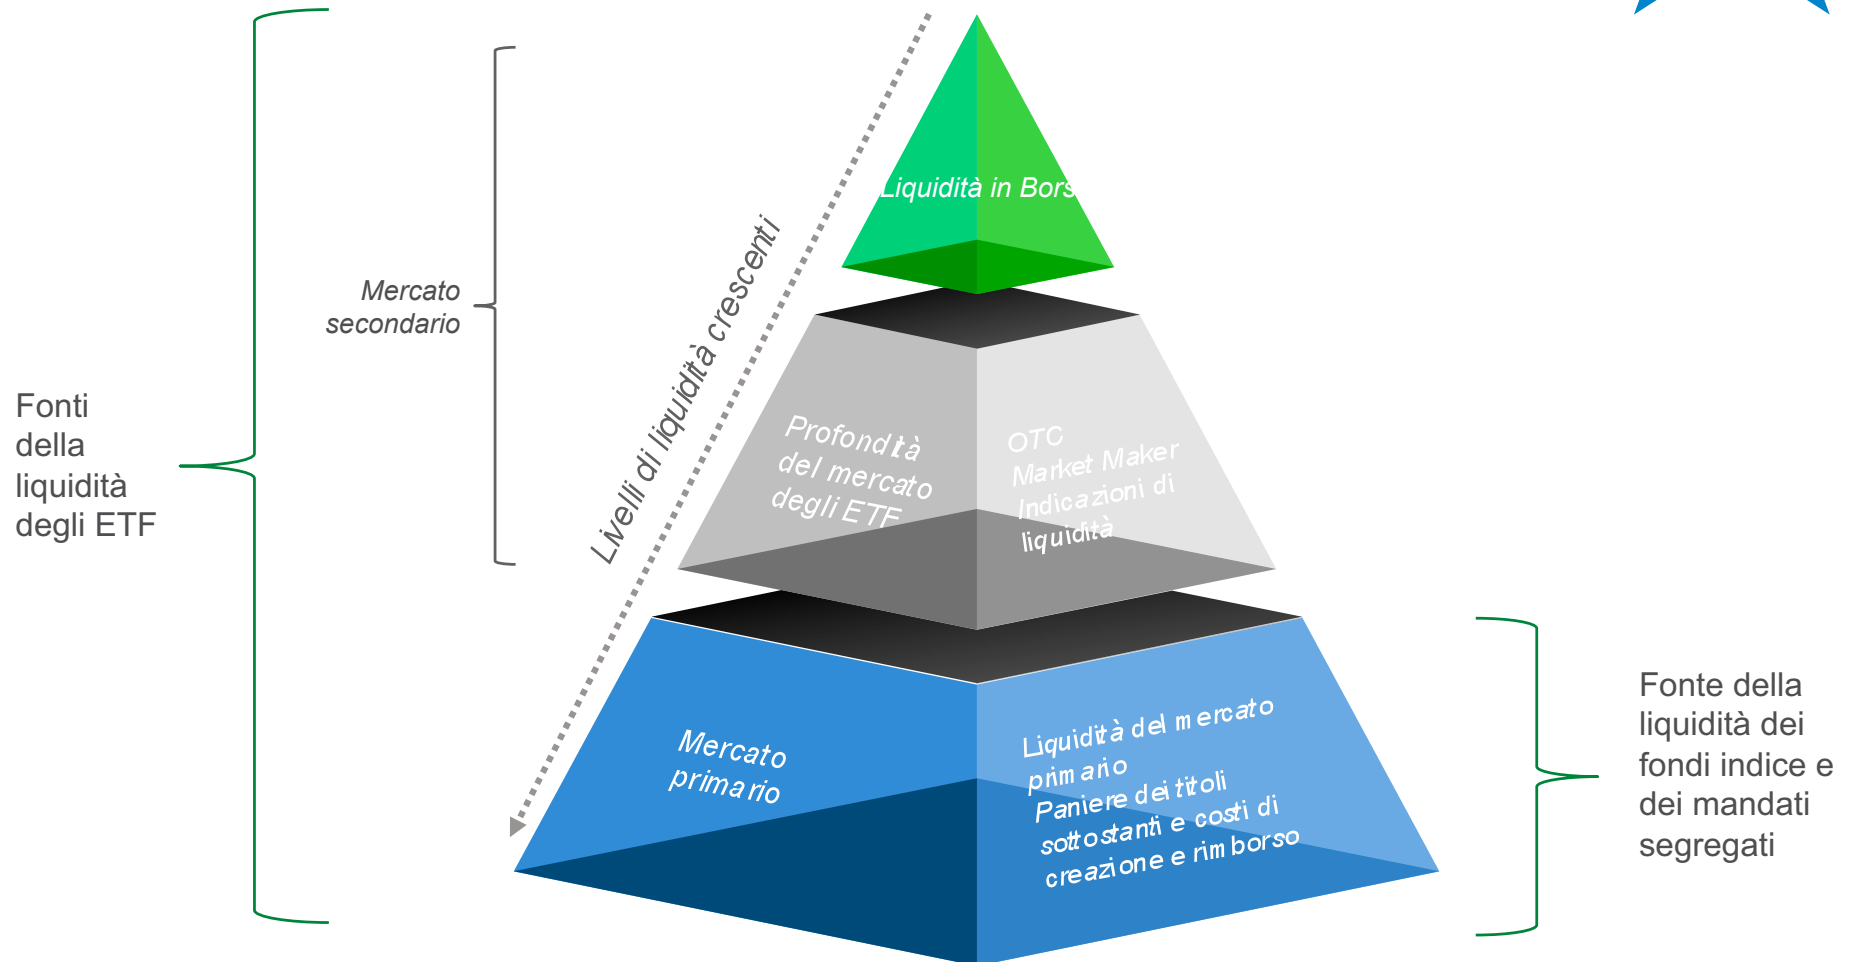 Liquidità in Bors
Mercato
secondario
Livelli di liquidità crescenti
Fonti
della
liquidità
degli ETF
Profondità
del mercato
degli ETF
OTC
Market Maker
Indicazioni di
liquidità
Mercato
primario
Liquidità del mercato
primario
Paniere dei titoli
sottostanti e costi di
creazione e rimborso
Fonte della
liquidità dei
fondi indice e
dei mandati
segregati